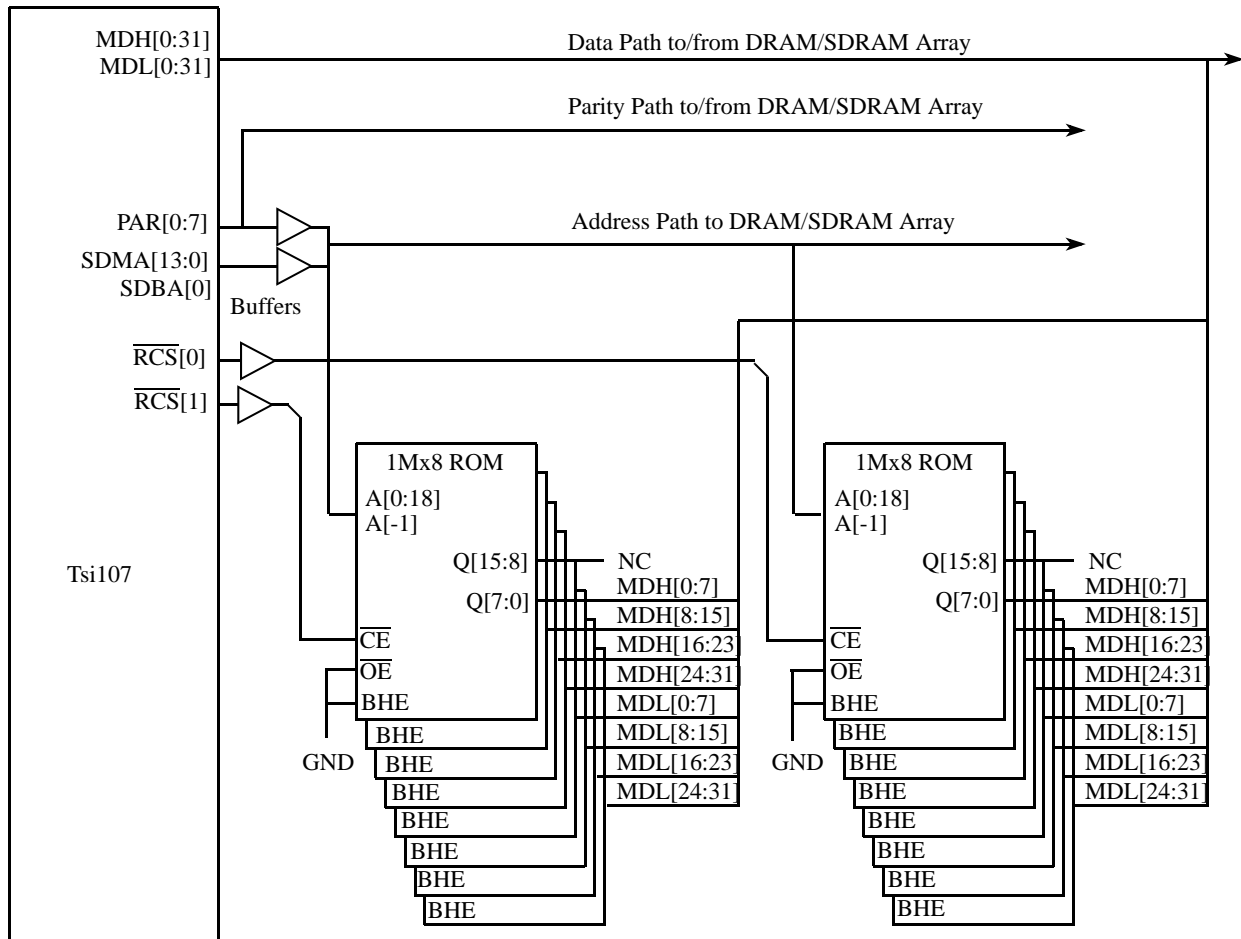 MDH[0:31]
MDL[0:31]
Data Path to/from DRAM/SDRAM Array
Parity Path to/from DRAM/SDRAM Array
PAR[0:7]
Address Path to DRAM/SDRAM Array
SDMA[13:0]
SDBA[0]
Buffers
RCS[0]
RCS[1]
Tsi107
1Mx8 ROM
A[0:18]
A[-1]
Q[15:8]
NC
Q[7:0]
MDH[0:7]
MDH[8:15]
CE
MDH[16:23]
OE
MDH[24:31]
BHE
MDL[0:7]
BHE
MDL[8:15]
GND
BHE
MDL[16:23]
BHE
MDL[24:31]
BHE
BHE
BHE
BHE
1Mx8 ROM
A[0:18]
A[-1]
Q[15:8]
NC
Q[7:0]
MDH[0:7]
MDH[8:15]
CE
MDH[16:23]
OE
MDH[24:31]
BHE
MDL[0:7]
BHE
MDL[8:15]
GND
BHE
MDL[16:23]
BHE
MDL[24:31]
BHE
BHE
BHE
BHE